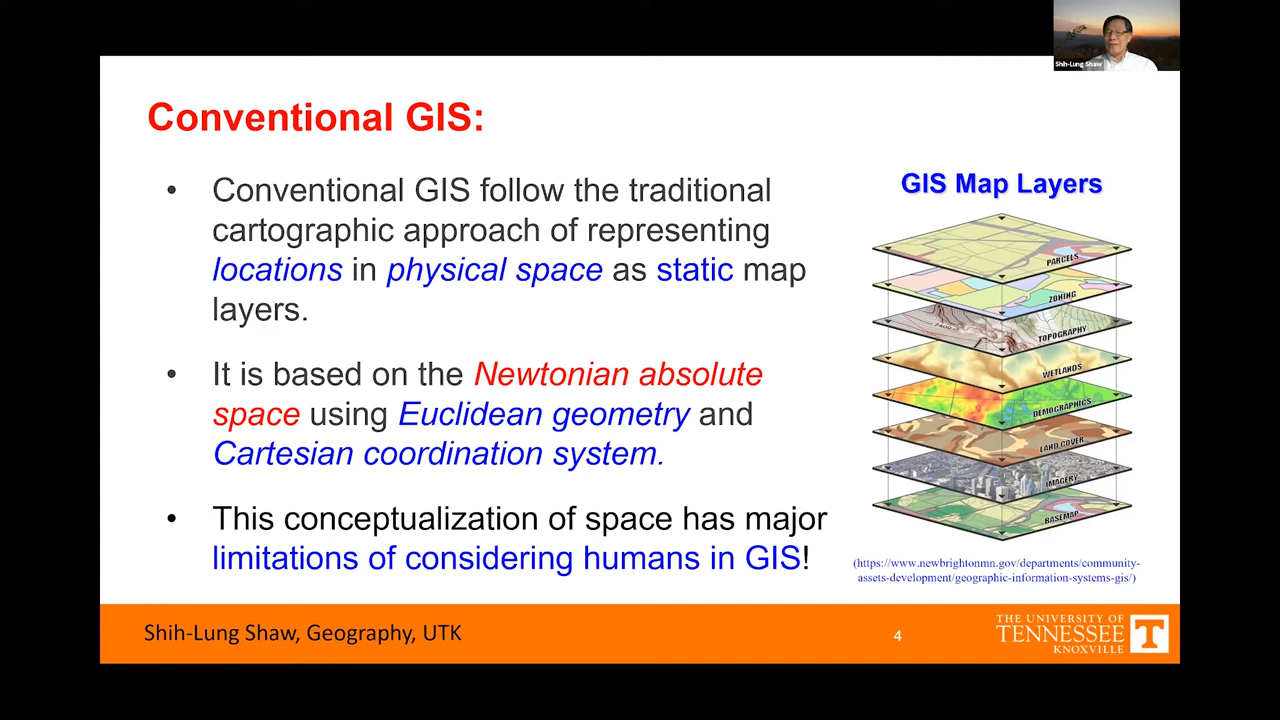 Shih-Lung Shaw
Conventional GIS:
• Conventional GIS follow the traditional
cartographic approach of representing
locations in physical space as static map
layers.
• It is based on the Newtonian absolute
space using Euclidean geometry and
Cartesian coordination system.
• This conceptualization of space has major
limitations of considering humans in GIS!
GIS Map Layers
PARCELS
ZONING
7400
TOPOGRAPHY
WETLANDS
DEMOGRAPHICS
LAND COVER
IMAGERY
BASEMAP
(https://www.newbrightonmn.gov/departments/community-
assets-development/geographic-information-systems-gis/)
Shih-Lung Shaw, Geography, UTK
4
THE UNIVERSITY OF
TENNESSEE
KNOXVILLE
T